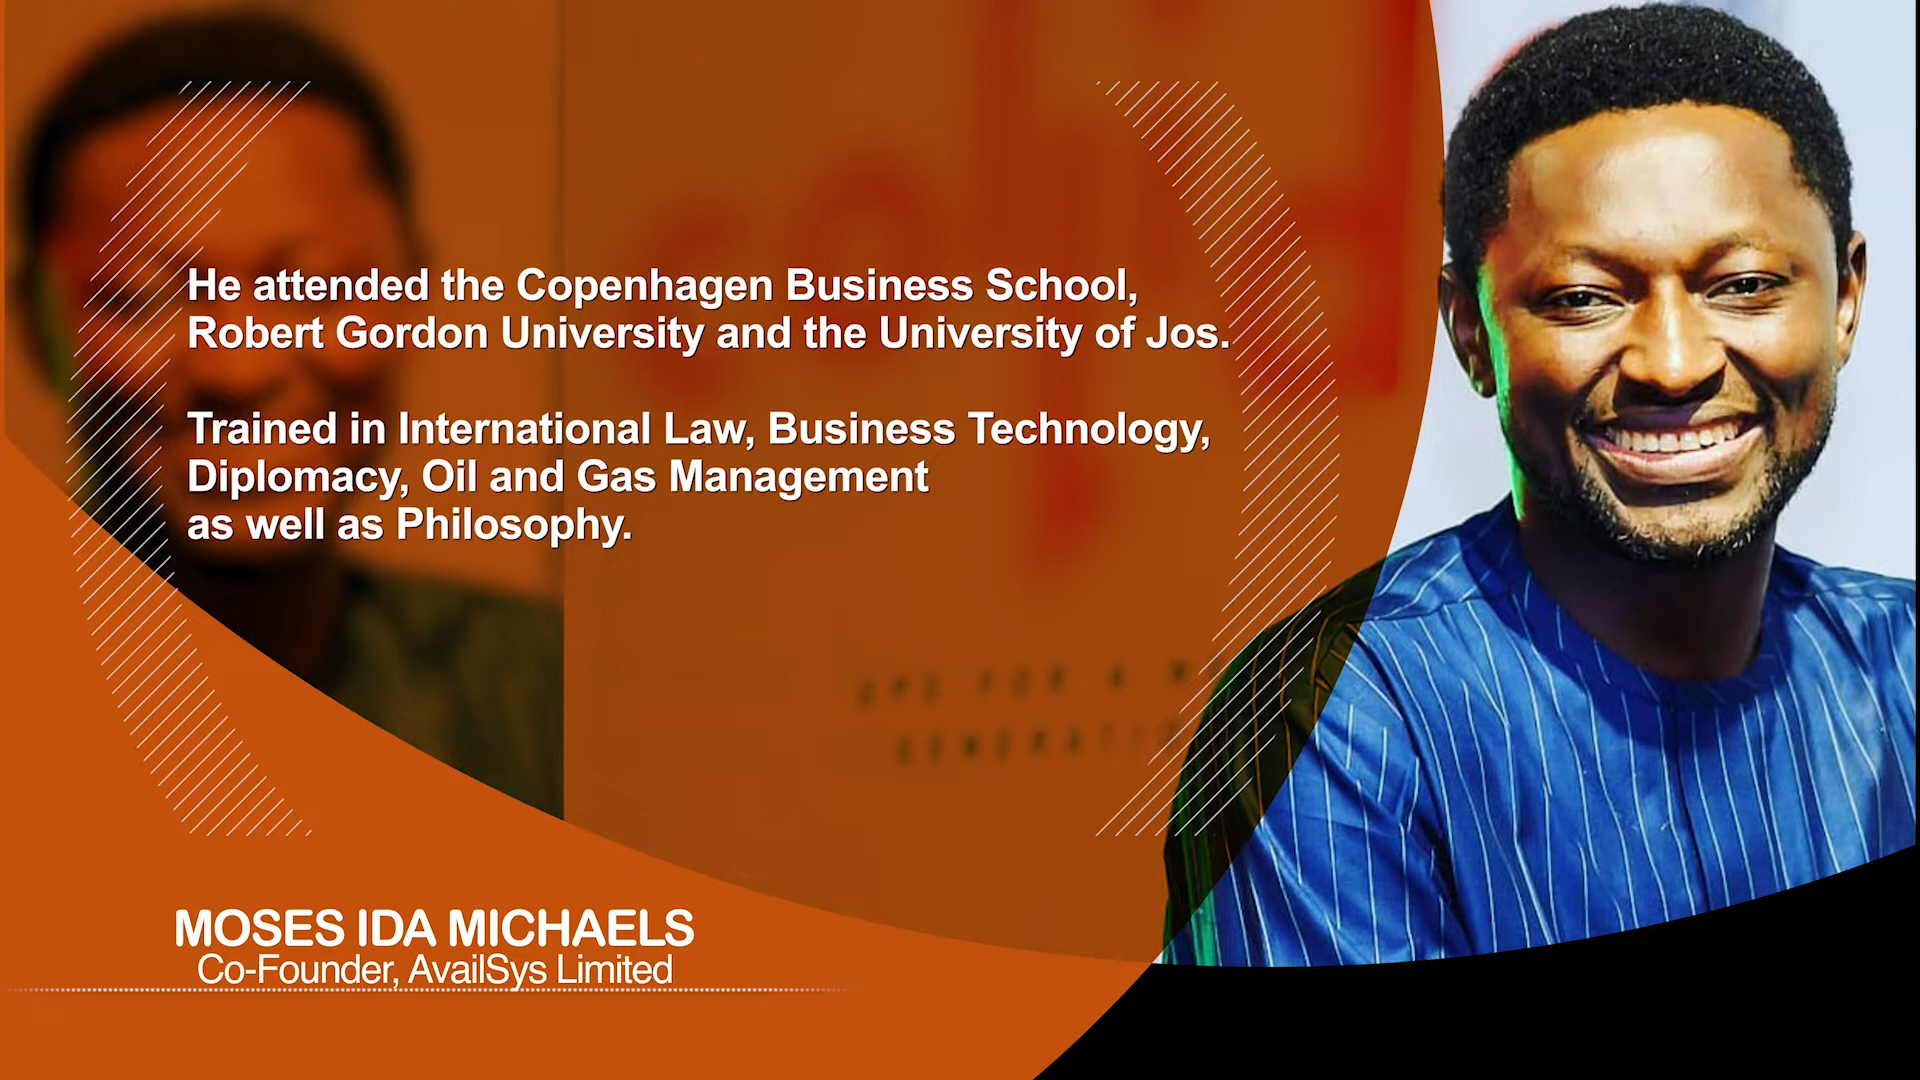 He attended the Copenhagen Business School,
Robert Gordon University and the University of Jos.
Trained in International Law, Business Technology,
Diplomacy, Oil and Gas Management
as well as Philosophy.
MOSES IDA MICHAELS
Co-Founder, AvailSys Limited